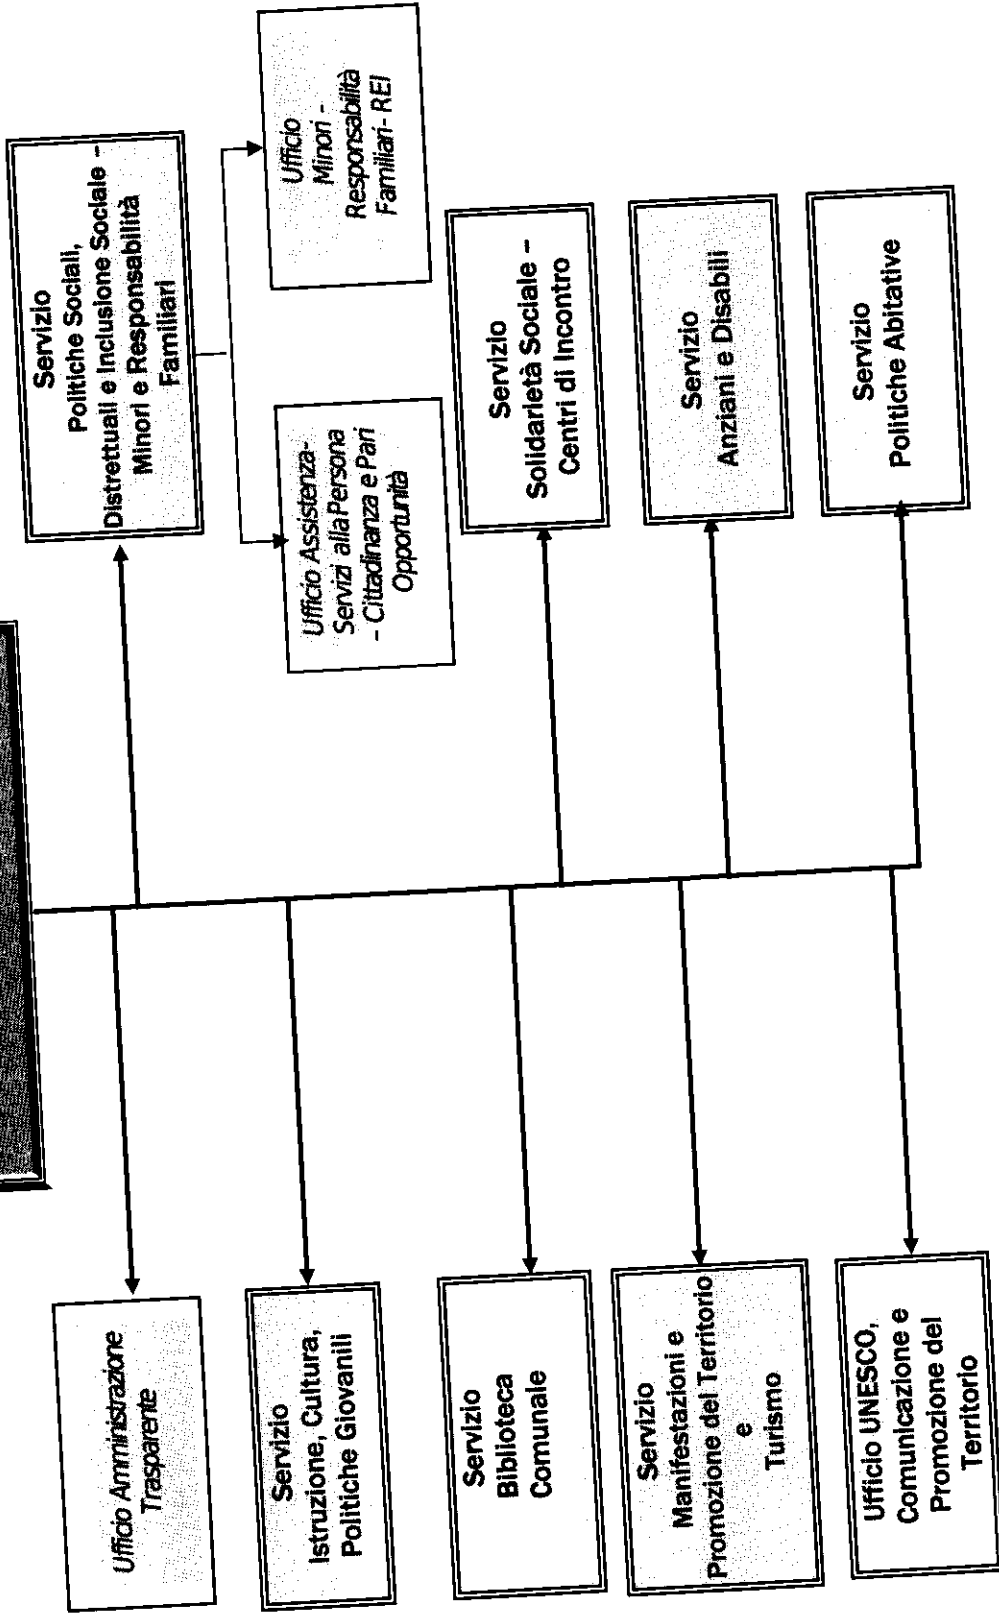 Ufficio Amministrazione
Trasparente
Servizio
Istruzione, Cultura,
Politiche Giovanili
Servizio
Biblioteca
Comunale
Servizio
Manifestazioni e
Promozione del Territorio
e
Turismo
Ufficio UNESCO,
Comunicazione e
Promozione del
Territorio
Servizio
Politiche Sociali,
Distrettuali e Inclusione Sociale –
Minori e Responsabilità
Familiari
Ufficio Assistenza-
Servizi alla Persona
- Cittadinanza e Pari
Opportunità
Ufficio
Minori -
Responsabilità
Familiari- REI
Servizio
Solidarietà Sociale –
Centri di Incontro
Servizio
Anziani e Disabili
Servizio
Politiche Abitative